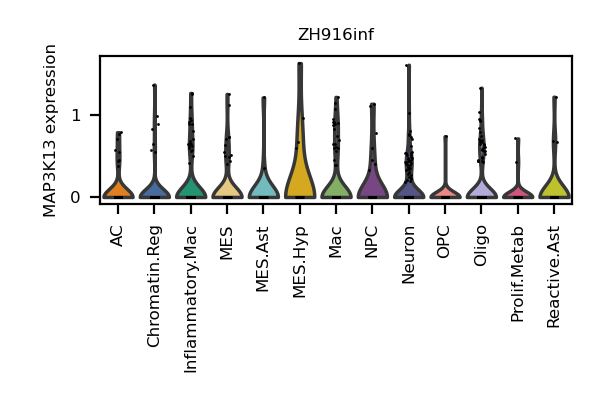 ZH916inf
MAP3K13 expression
1
0
AC
Chromatin.Reg
Inflammatory.Mac
MES
MES.Ast
MES.Hyp
Mac
NPC
Neuron
OPC
Oligo
Prolif.Metab
Reactive.Ast